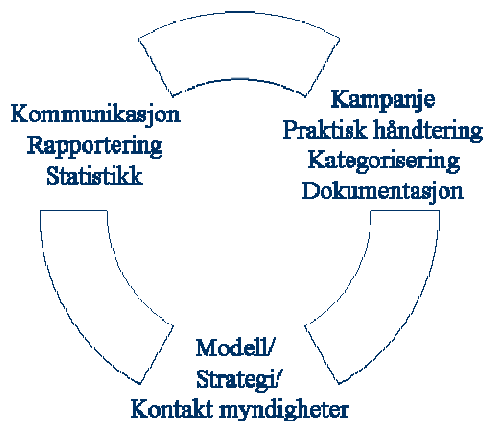 Kommunikasjon
Rapportering
Statistikk
Kampanje
Praktisk håndtering
Kategorisering
Dokumentasjon
Modell/
Strategi/
Kontakt myndigheter